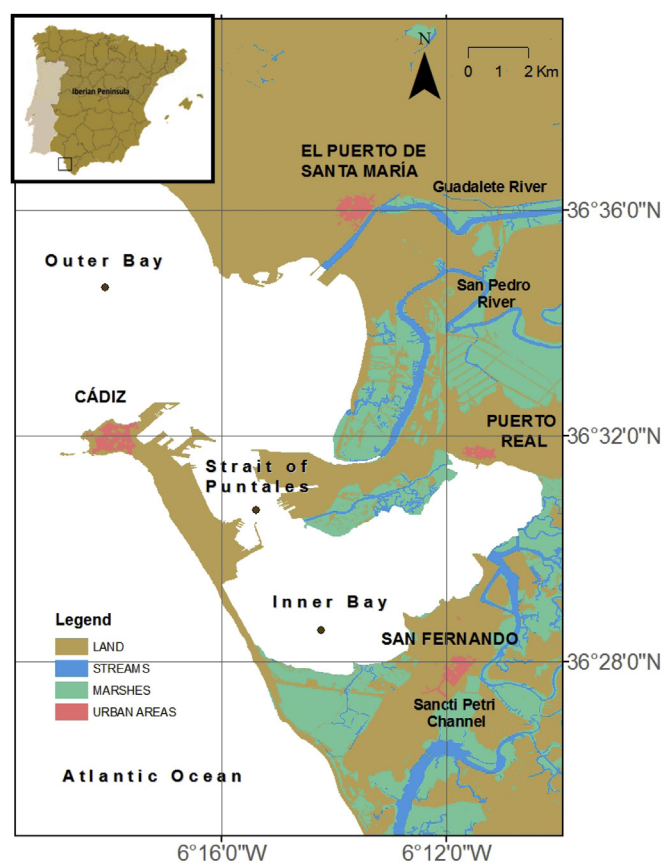 Iberian Peninsula
N
0 1 2 Km
EL PUERTO DE
SANTA MARÍA
Guadalete River
36°36'0"N
Outer Bay
San Pedro
River
CÁDIZ
PUERTO
REAL
36°32'0"N
Strait of
Puntales
Inner Bay
Legend
LAND
STREAMS
MARSHES
URBAN AREAS
SAN FERNANDO
36°28'0"N
Sancti Petri
Channel
Atlantic Ocean
6°16'0"W
6°12'0"W